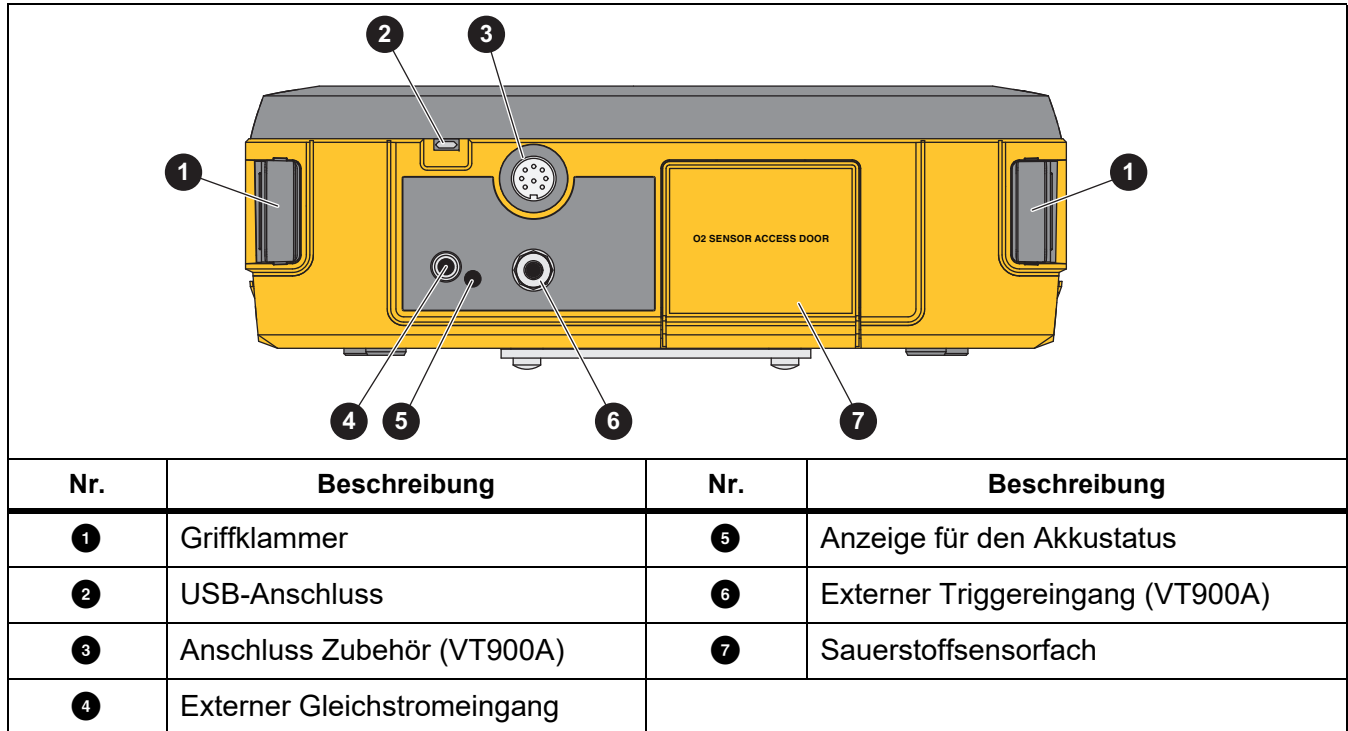 2 3
1 1
O2 SENSOR ACCESS DOOR
4 5 6 7
Nr. Beschreibung Nr. Beschreibung
1 Griffklammer 5 Anzeige für den Akkustatus
2 USB-Anschluss 6 Externer Triggereingang (VT900A)
3 Anschluss Zubehör (VT900A) 7 Sauerstoffsensorfach
4 Externer Gleichstromeingang